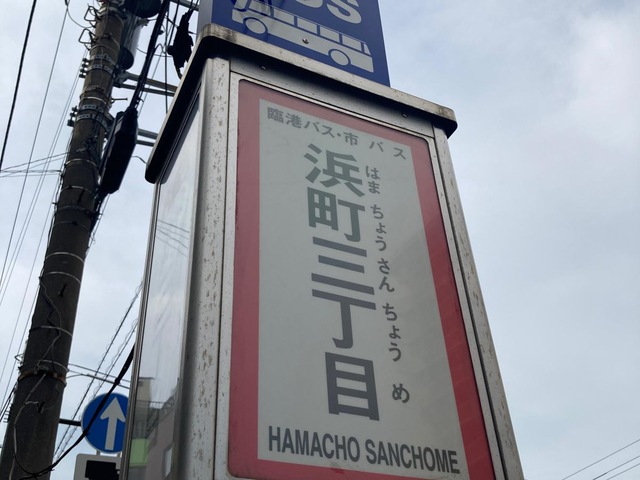 BUS
臨港バス・市 バス
浜町三丁目
はま ちょう さん ちょう め
HAMACHO SANCHOME